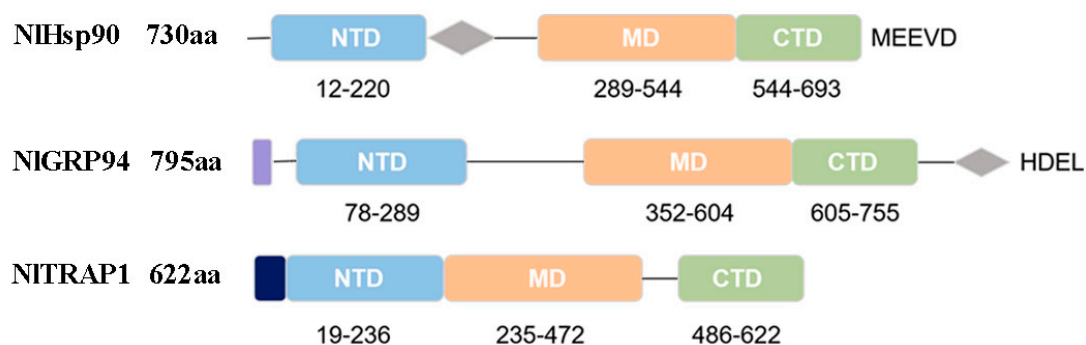 NlHsp90 730aa NTD MD CTD MEEVD
12-220 289-544 544-693
NlGRP94 795aa NTD MD CTD HDEL
78-289 352-604 605-755
NlTRAP1 622aa NTD MD CTD
19-236 235-472 486-622